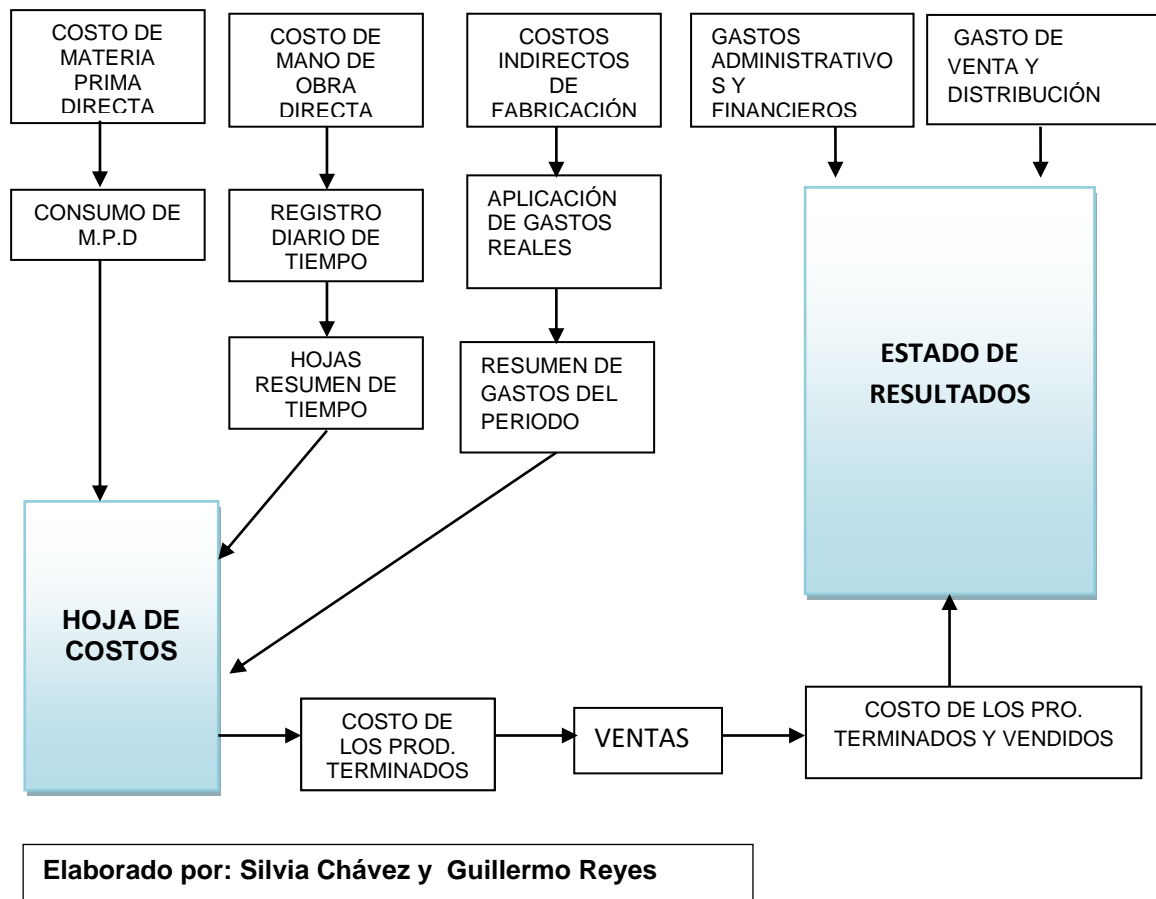 COSTO DE
MATERIA
PRIMA
DIRECTA
COSTO DE
MANO DE
OBRA
DIRECTA
COSTOS
INDIRECTOS
DE
FABRICACIÓN
GASTOS
ADMINISTRATIVO
S Y
FINANCIEROS
GASTO DE
VENTA Y
DISTRIBUCIÓN
CONSUMO DE
M.P.D
REGISTRO
DIARIO DE
TIEMPO
APLICACIÓN
DE GASTOS
REALES
HOJAS
RESUMEN DE
TIEMPO
RESUMEN DE
GASTOS DEL
PERIODO
ESTADO DE
RESULTADOS
HOJA DE
COSTOS
COSTO DE
LOS PROD.
TERMINADOS
VENTAS
COSTO DE LOS PRO.
TERMINADOS Y VENDIDOS
Elaborado por: Silvia Chávez y  Guillermo Reyes